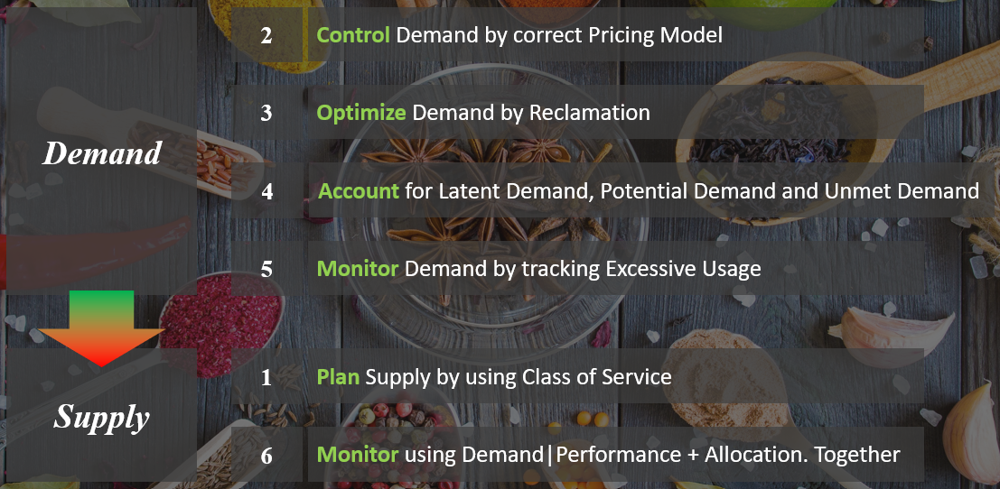 Demand
2 Control Demand by correct Pricing Model
3 Optimize Demand by Reclamation
4 Account for Latent Demand, Potential Demand and Unmet Demand
5 Monitor Demand by tracking Excessive Usage
Supply
1 Plan Supply by using Class of Service
6 Monitor using Demand|Performance + Allocation. Together